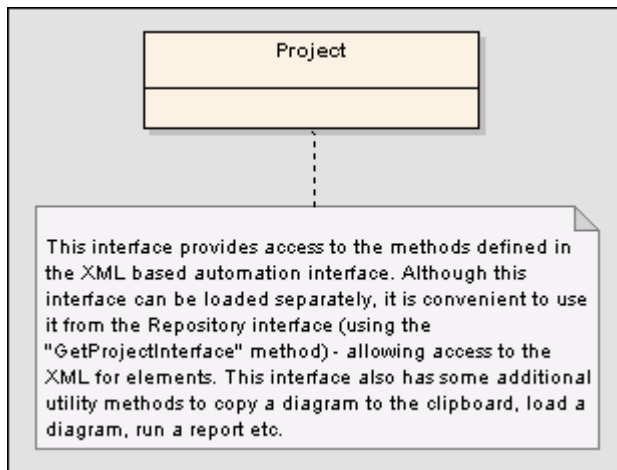 Project
This interface provides access to the methods defined in
the XML based automation interface. Although this
interface can be loaded separately, it is convenient to use
it from the Repository interface (using the
"GetProjectInterface" method) - allowing access to the
XML for elements. This interface also has some additional
utility methods to copy a diagram to the clipboard, load a
diagram, run a report etc.